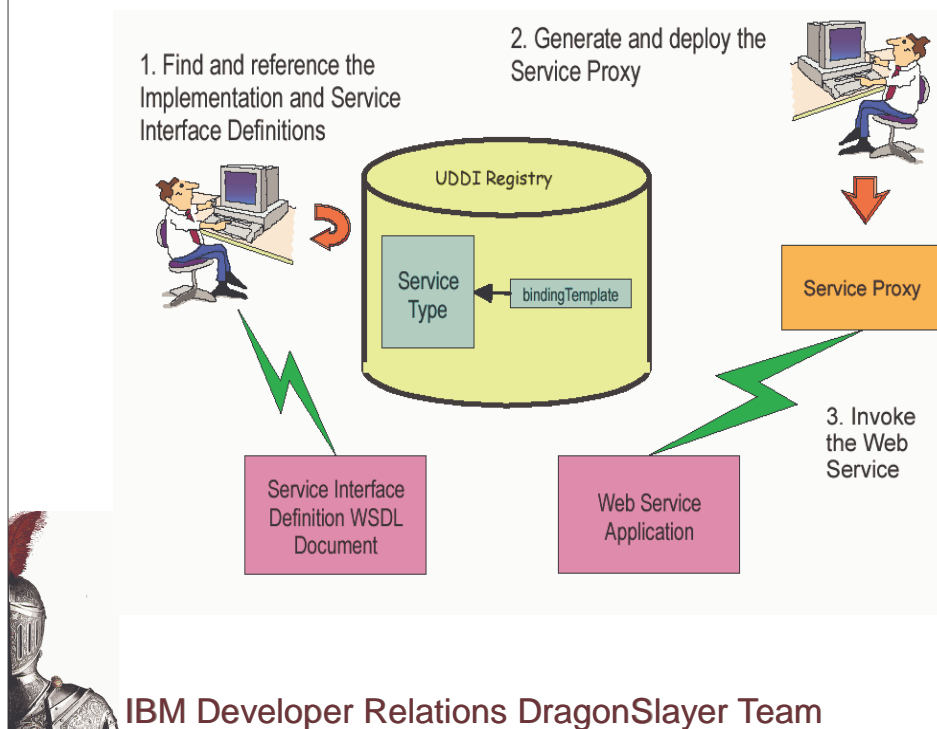 1. Find and reference the
Implementation and Service
Interface Definitions
2. Generate and deploy the
Service Proxy
UDDI Registry
Service
Type
bindingTemplate
Service Proxy
3. Invoke
the Web
Service
Service Interface
Definition WSDL
Document
Web Service
Application
IBM Developer Relations DragonSlayer Team